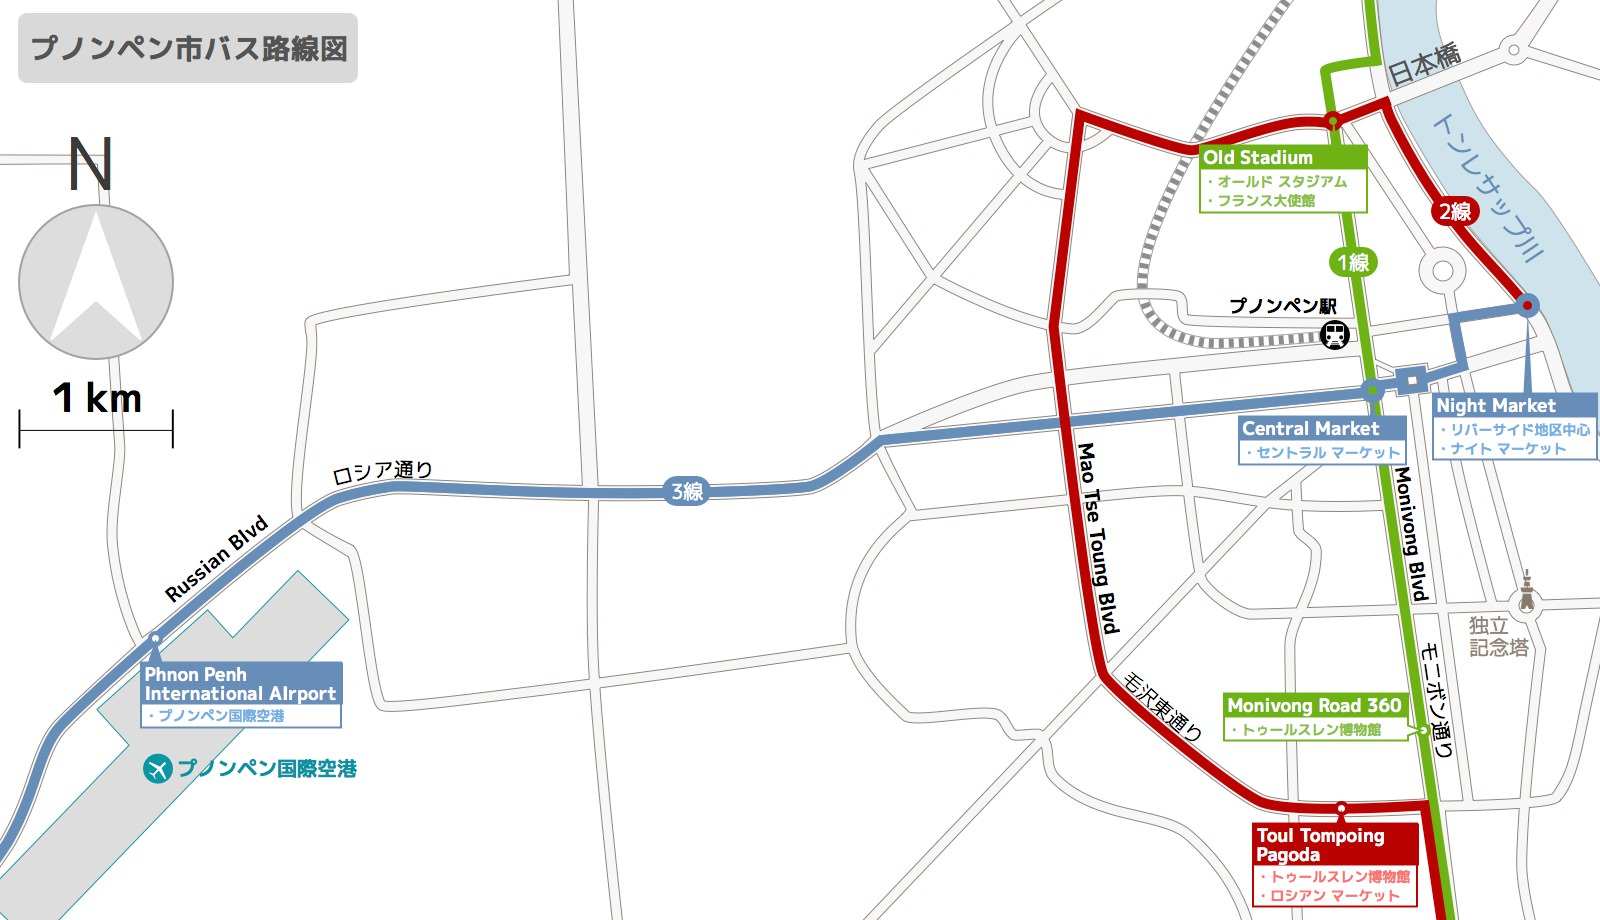 プノンペン市バス路線図
N
1 km
日本橋
トンレサップ川
Old Stadium
・オールド スタジアム
・フランス大使館
2線
1線
プノンペン駅
Night Market
・リバーサイド地区中心
・ナイト マーケット
Central Market
・セントラル マーケット
ロシア通り
3線
Russian Blvd
Mao Tse Toung Blvd
Monivong Blvd
独立
記念塔
Phnon Penh
International AIrport
・プノンペン国際空港
プノンペン国際空港
毛沢東通り
モニボン通り
Monivong Road 360
・トゥールスレン博物館
Toul Tompoing
Pagoda
・トゥールスレン博物館
・ロシアン マーケット